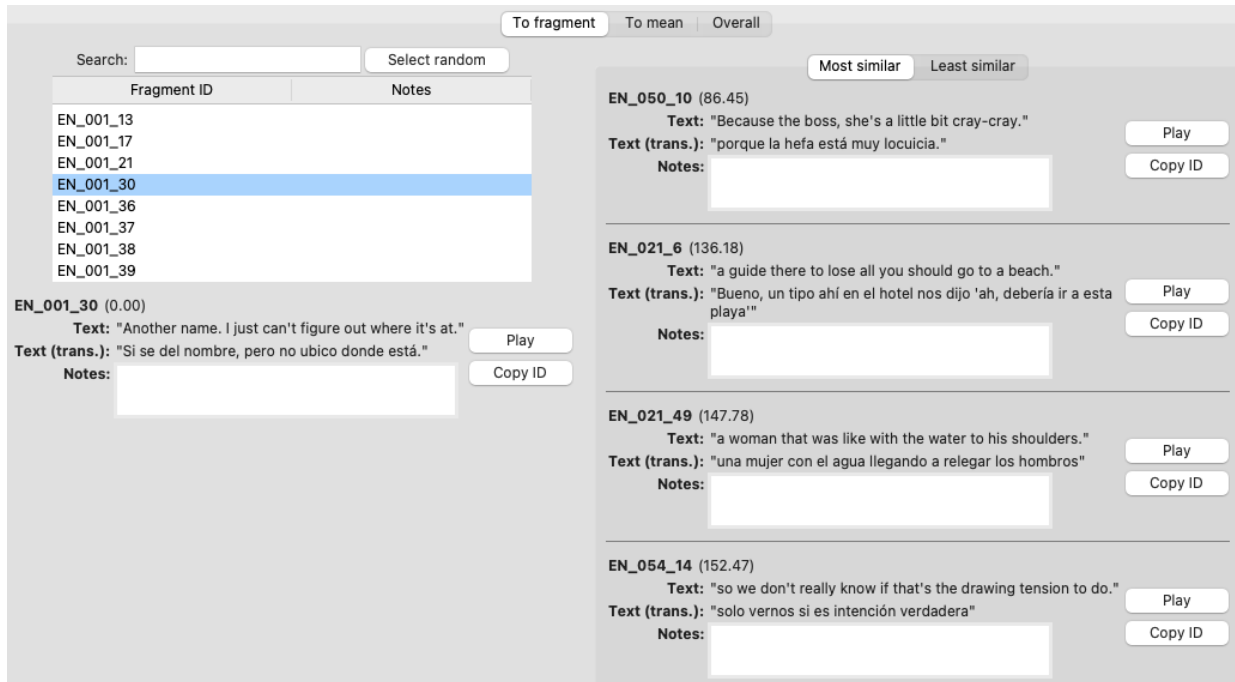 To fragment To mean Overall
Search: Select random
Fragment ID Notes
EN_001_13
EN_001_17
EN_001_21
EN_001_30
EN_001_36
EN_001_37
EN_001_38
EN_001_39
EN_001_30 (0.00)
Text: "Another name. I just can't figure out where it's at."
Play
Text (trans.): "Si se del nombre, pero no ubico donde está."
Notes:
Copy ID
Most similar Least similar
EN_050_10 (86.45)
Text: "Because the boss, she's a little bit cray-cray."
Play
Text (trans.): "porque la hefa está muy locuicia."
Notes:
Copy ID
EN_021_6 (136.18)
Text: "a guide there to lose all you should go to a beach."
Text (trans.): "Bueno, un tipo ahí en el hotel nos dijo 'ah, debería ir a esta
playa'"
Play
Notes:
Copy ID
EN_021_49 (147.78)
Text: "a woman that was like with the water to his shoulders."
Play
Text (trans.): "una mujer con el agua llegando a relegar los hombros"
Notes:
Copy ID
EN_054_14 (152.47)
Text: "so we don't really know if that's the drawing tension to do."
Play
Text (trans.): "solo vernos si es intención verdadera"
Notes:
Copy ID